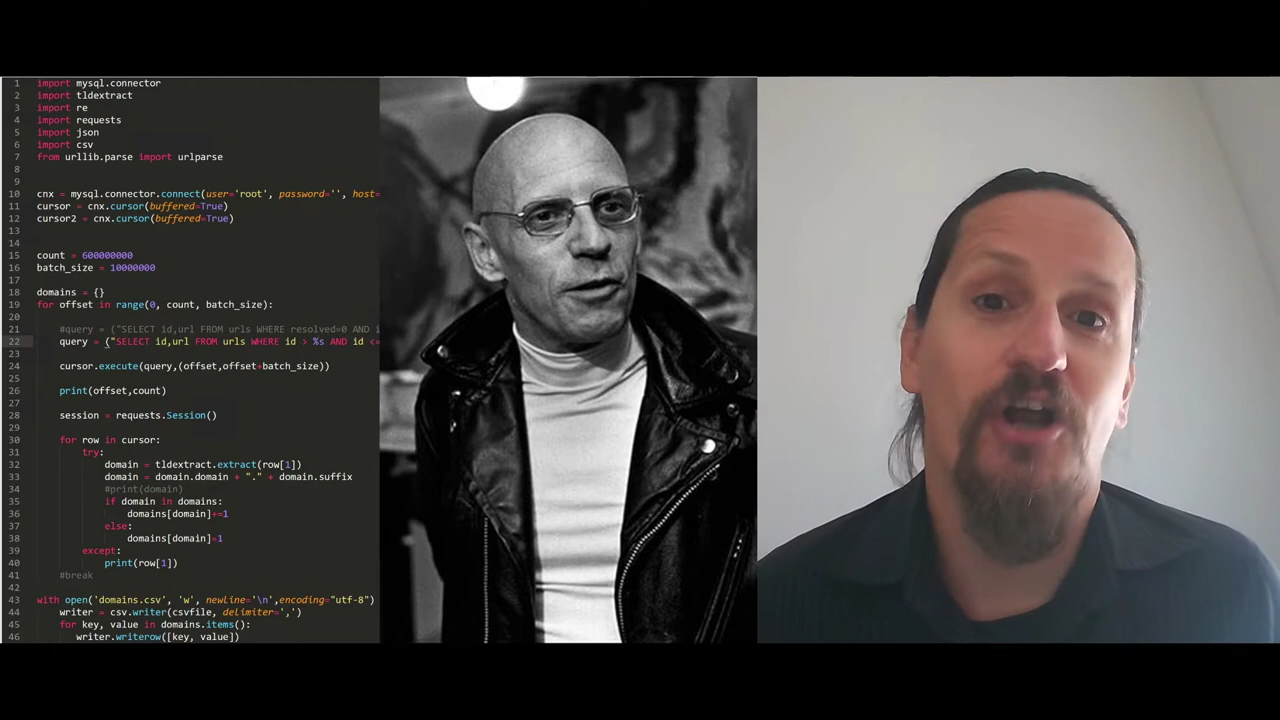 1 import mysql.connector
2 import tldextract
3 import re
4 import requests
5 import json
6 import csv
7 from urllib.parse import urlparse
8
9
10 cnx = mysql.connector.connect(user='root', password='', host=
11 cursor = cnx.cursor(buffered=True)
12 cursor2 = cnx.cursor(buffered=True)
13
14
15 count = 600000000
16 batch_size = 10000000
17
18 domains = {}
19 for offset in range(0, count, batch_size):
20
21 #query = ("SELECT id,url FROM urls WHERE resolved=0 AND i
22 query = ("SELECT id,url FROM urls WHERE id > %s AND id <=
23
24 cursor.execute(query,(offset,offset+batch_size))
25
26 print(offset,count)
27
28 session = requests.Session()
29
30 for row in cursor:
31 try:
32 domain = tldextract.extract(row[1])
33 domain = domain.domain + "." + domain.suffix
34 #print(domain)
35 if domain in domains:
36 domains[domain]+=1
37 else:
38 domains[domain]=1
39 except:
40 print(row[1])
41 #break
42
43 with open('domains.csv', 'w', newline='\n',encoding="utf-8")
44 writer = csv.writer(csvfile, delimiter=',')
45 for key, value in domains.items():
46 writer.writerow([key, value])